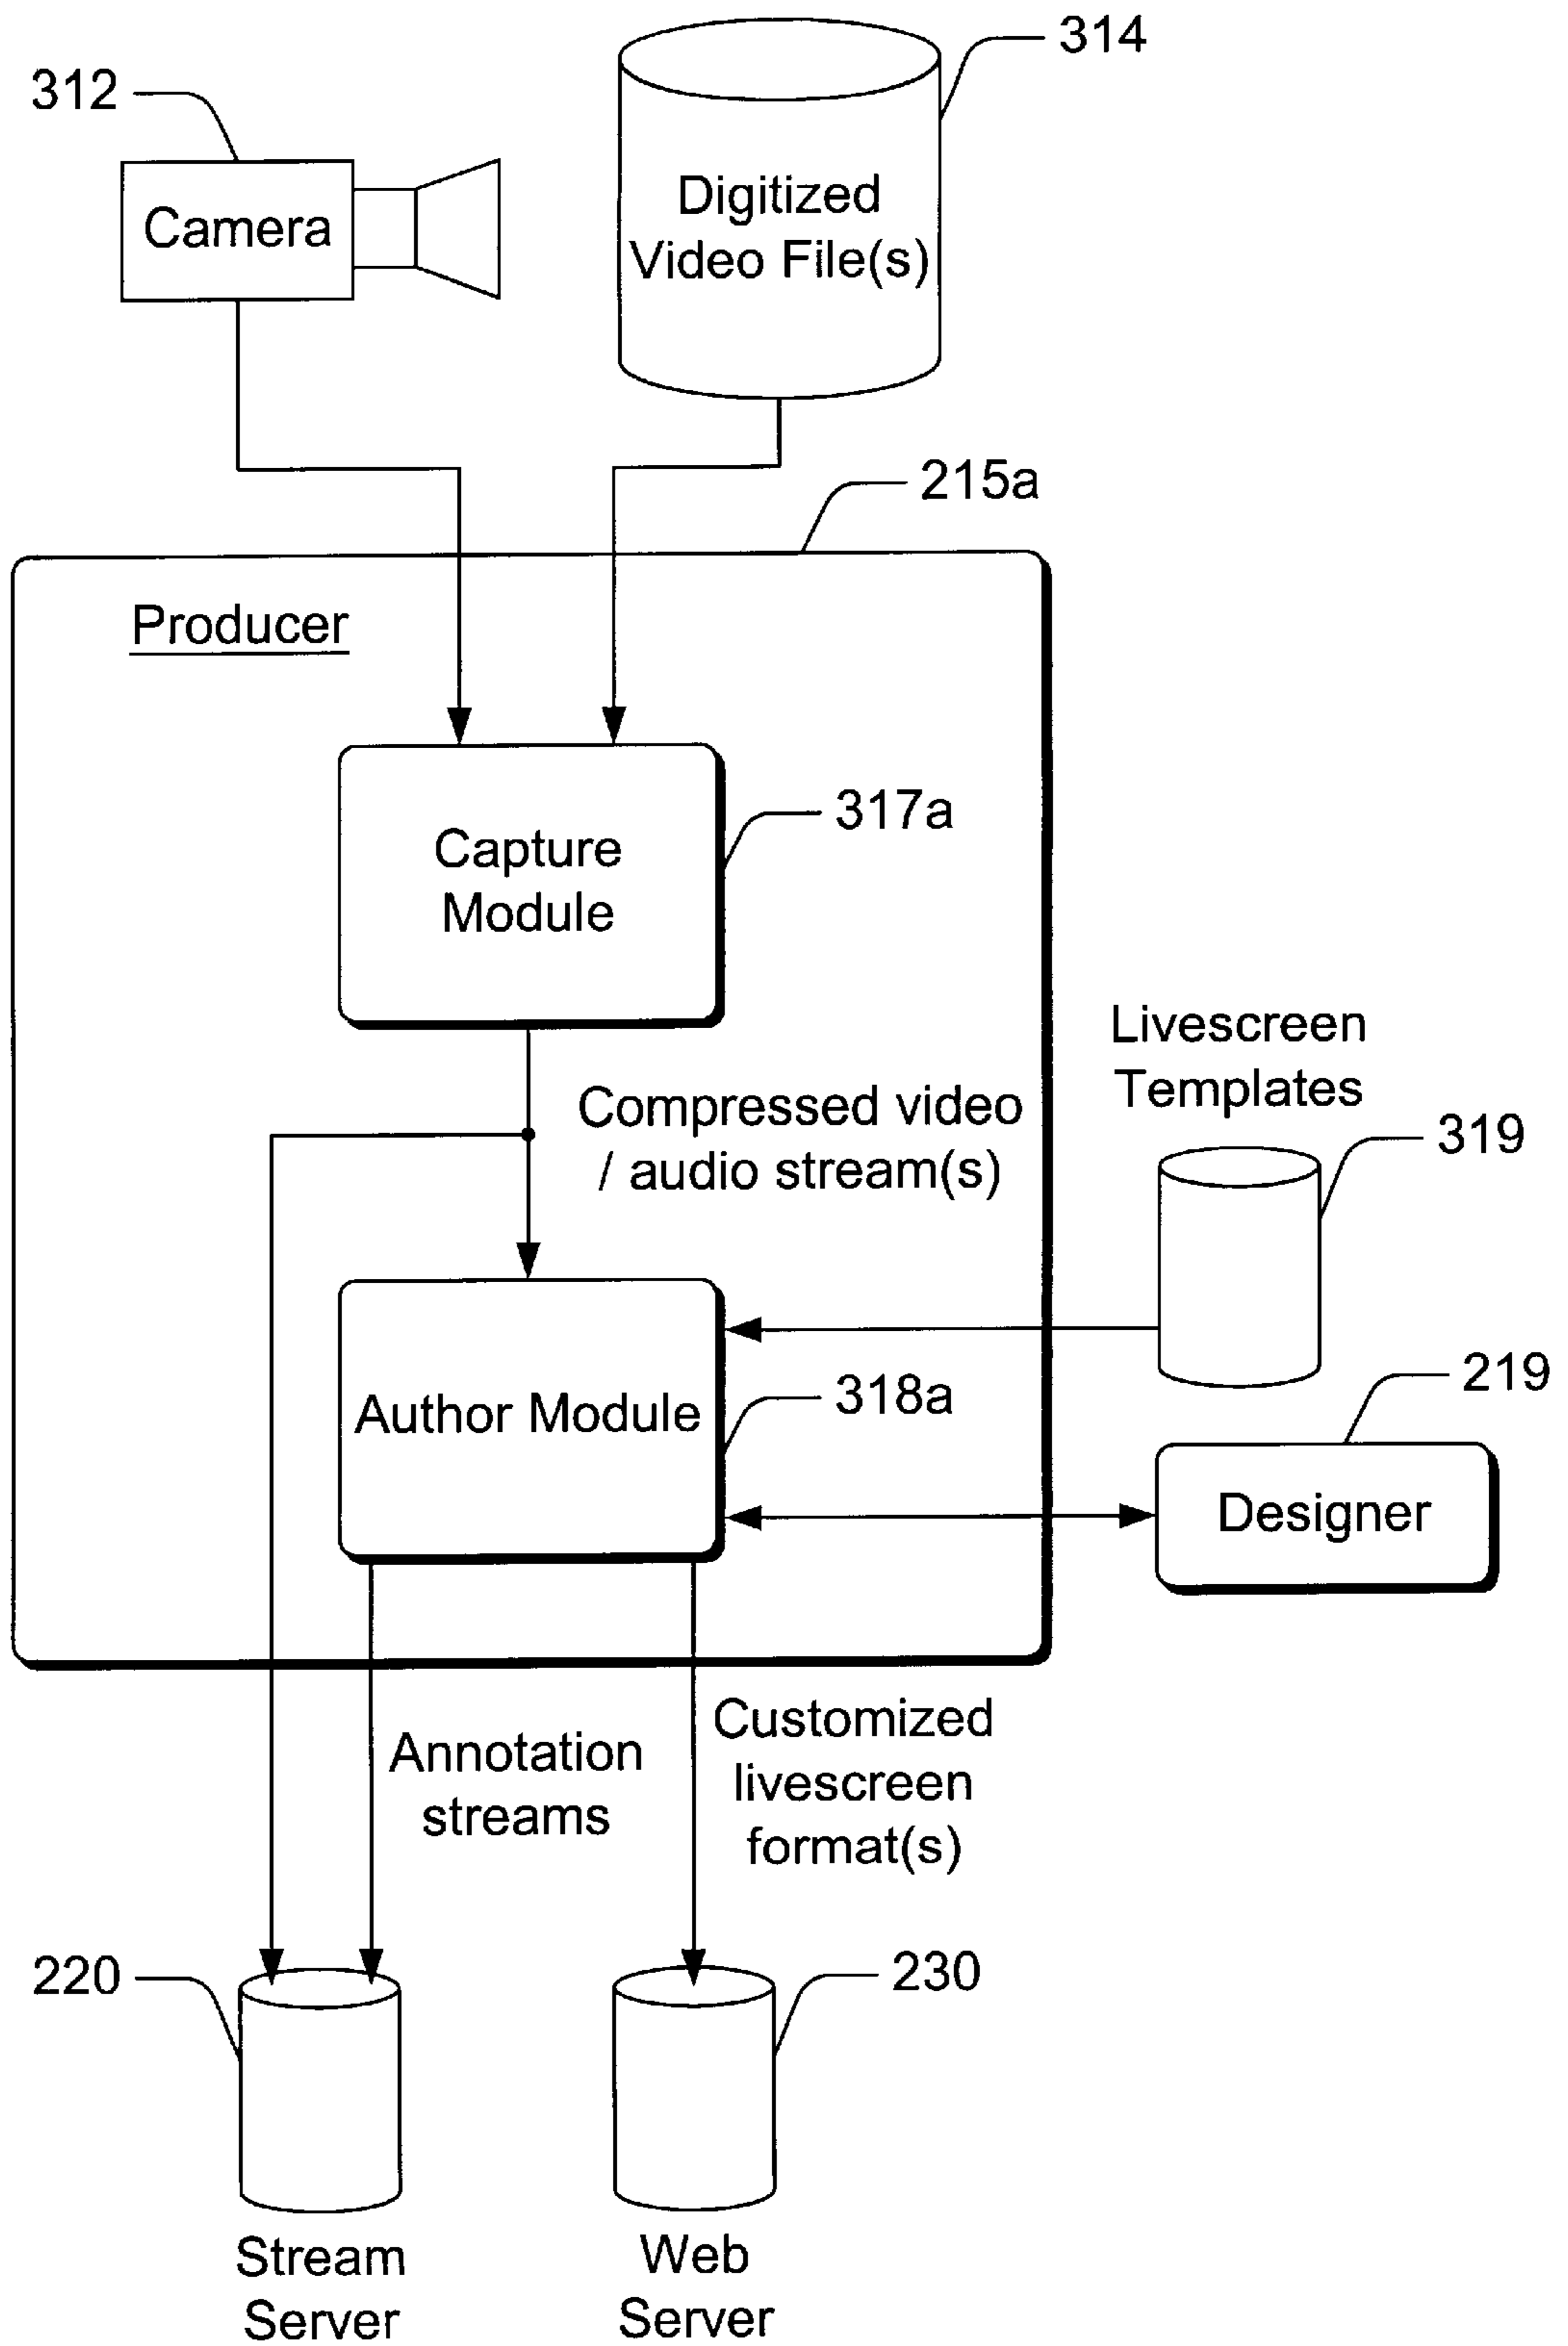 314
312
Camera
Digitized
Video File(s)
215a
Producer
317a
Capture
Module
Livescreen
Templates
Compressed video
/ audio stream(s)
319
318a
Author Module
219
Designer
Annotation
streams
Customized
livescreen
format(s)
220
230
Stream
Server
Web
Server